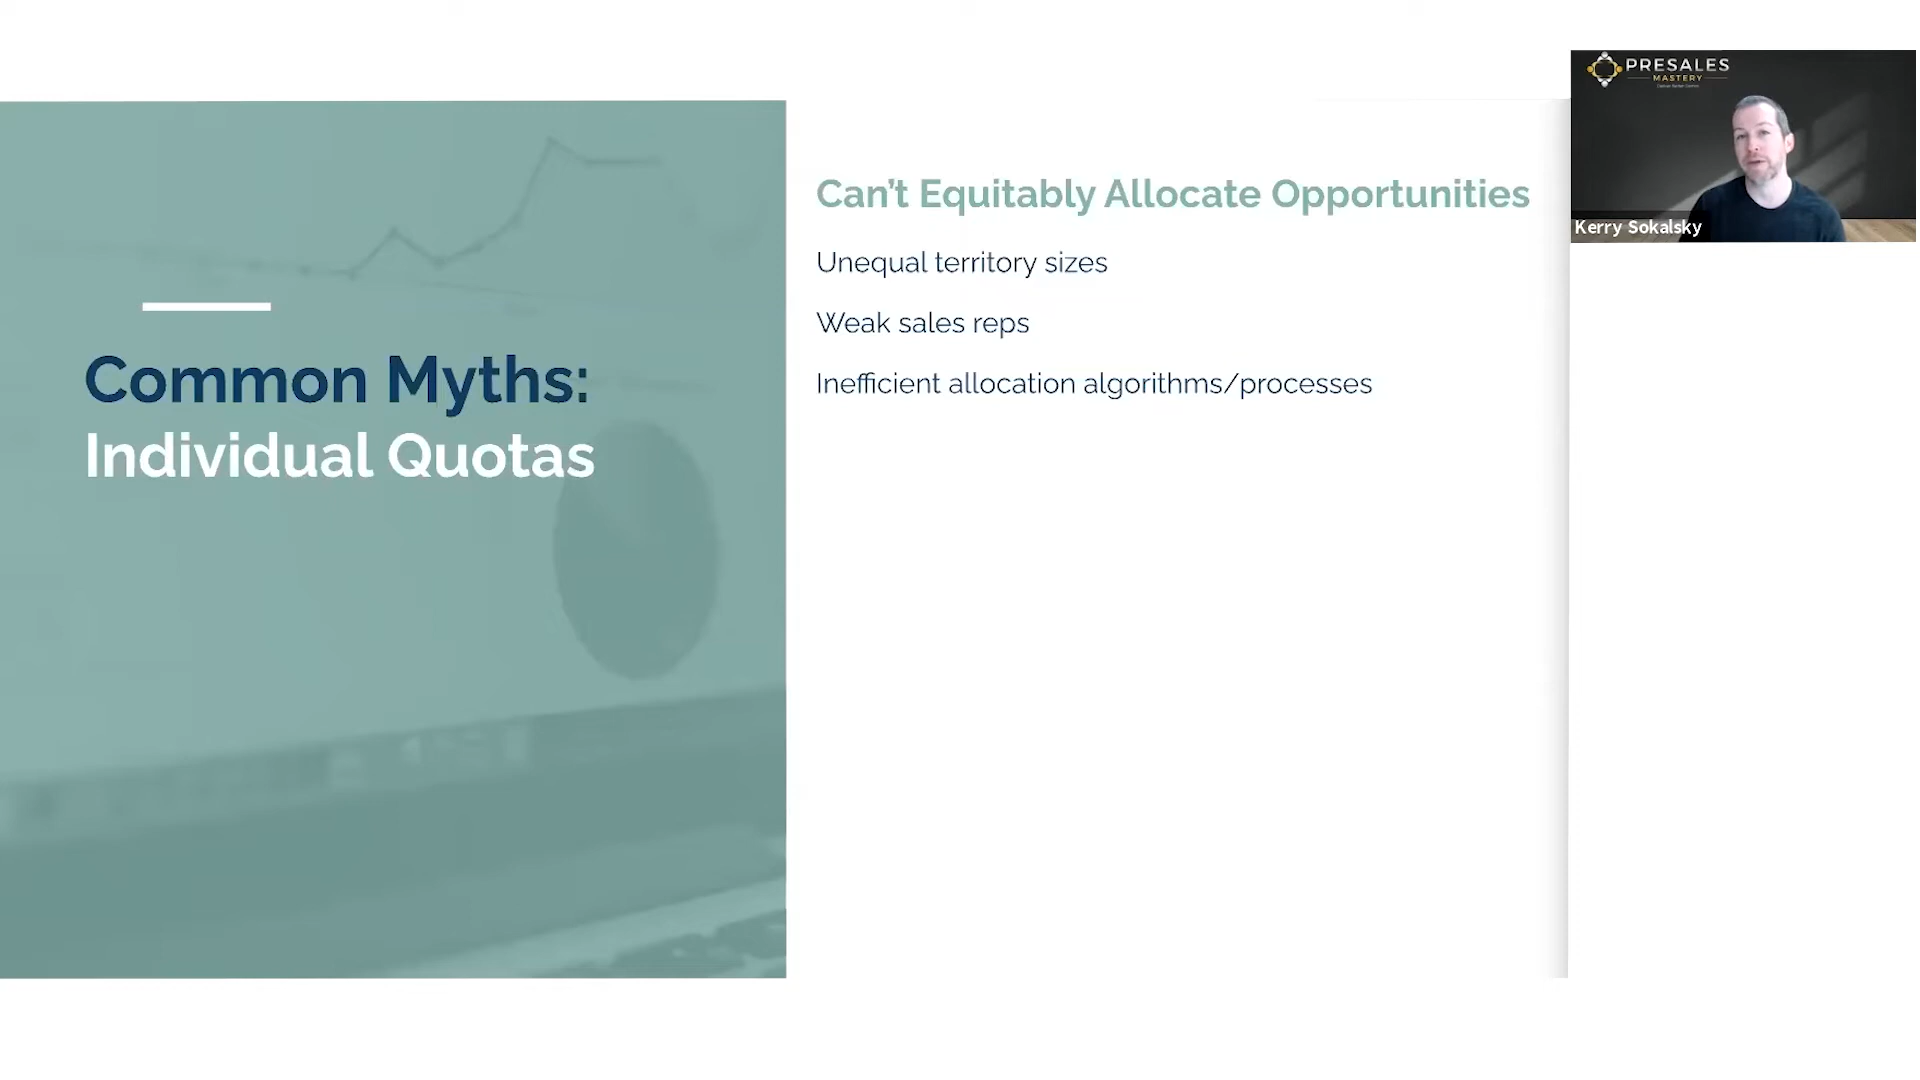 Common Myths:
Individual Quotas
Can't Equitably Allocate Opportunities
Unequal territory sizes
Weak sales reps
Inefficient allocation algorithms/processes
PRESALES
MASTERY
Kerry Sokalsky